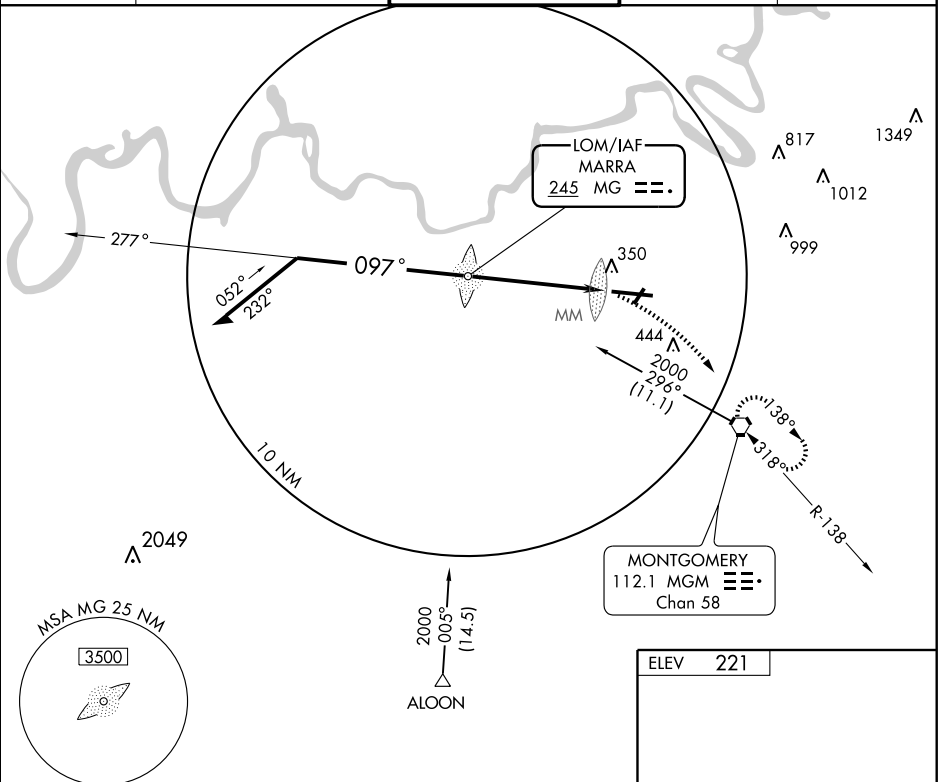 LOM/IAF
MARRA
245 MG
817
1349
1012
999
277°
097°
350
052°
232°
MM
444
2000
296°
(11.1)
138°
318°
10 NM
R-138
2049
MONTGOMERY
112.1 MGM
Chan 58
2000
005°
(14.5)
ALOON
MSA MG 25 NM
3500
ELEV 221